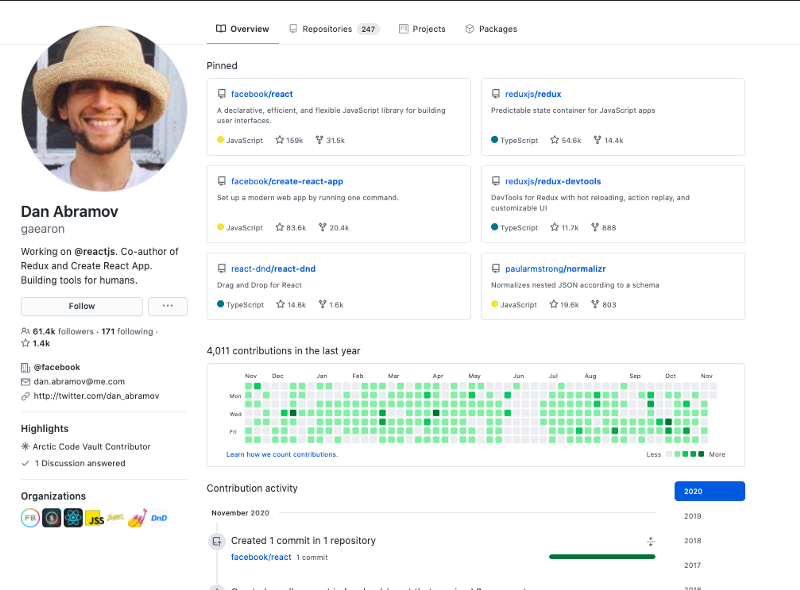 Overview
Repositories 247
Projects
Packages
Dan Abramov
gaearon
Working on @reactjs. Co-author of
Redux and Create React App.
Building tools for humans.
Follow
...
61.4k followers · 171 following ·
1.4k
@facebook
dan.abramov@me.com
http://twitter.com/dan_abramov
Highlights
Arctic Code Vault Contributor
1 Discussion answered
Organizations
FB
$
JSS
DnD
Pinned
facebook/react
A declarative, efficient, and flexible JavaScript library for building
user interfaces.
JavaScript 159k 31.5k
reduxjs/redux
Predictable state container for JavaScript apps
TypeScript 54.6k 14.4k
facebook/create-react-app
Set up a modern web app by running one command.
JavaScript 83.6k 20.4k
reduxjs/redux-devtools
DevTools for Redux with hot reloading, action replay, and
customizable UI
TypeScript 11.7k 888
react-dnd/react-dnd
Drag and Drop for React
TypeScript 14.6k 1.6k
paularmstrong/normalizr
Normalizes nested JSON according to a schema
JavaScript 19.6k 803
4,011 contributions in the last year
Nov Dec Jan Feb Mar Apr May Jun Jul Aug Sep Oct Nov
Mon
Wed
Fri
Learn how we count contributions.
Less More
Contribution activity
2020
2019
2018
2017
November 2020
Created 1 commit in 1 repository
facebook/react 1 commit